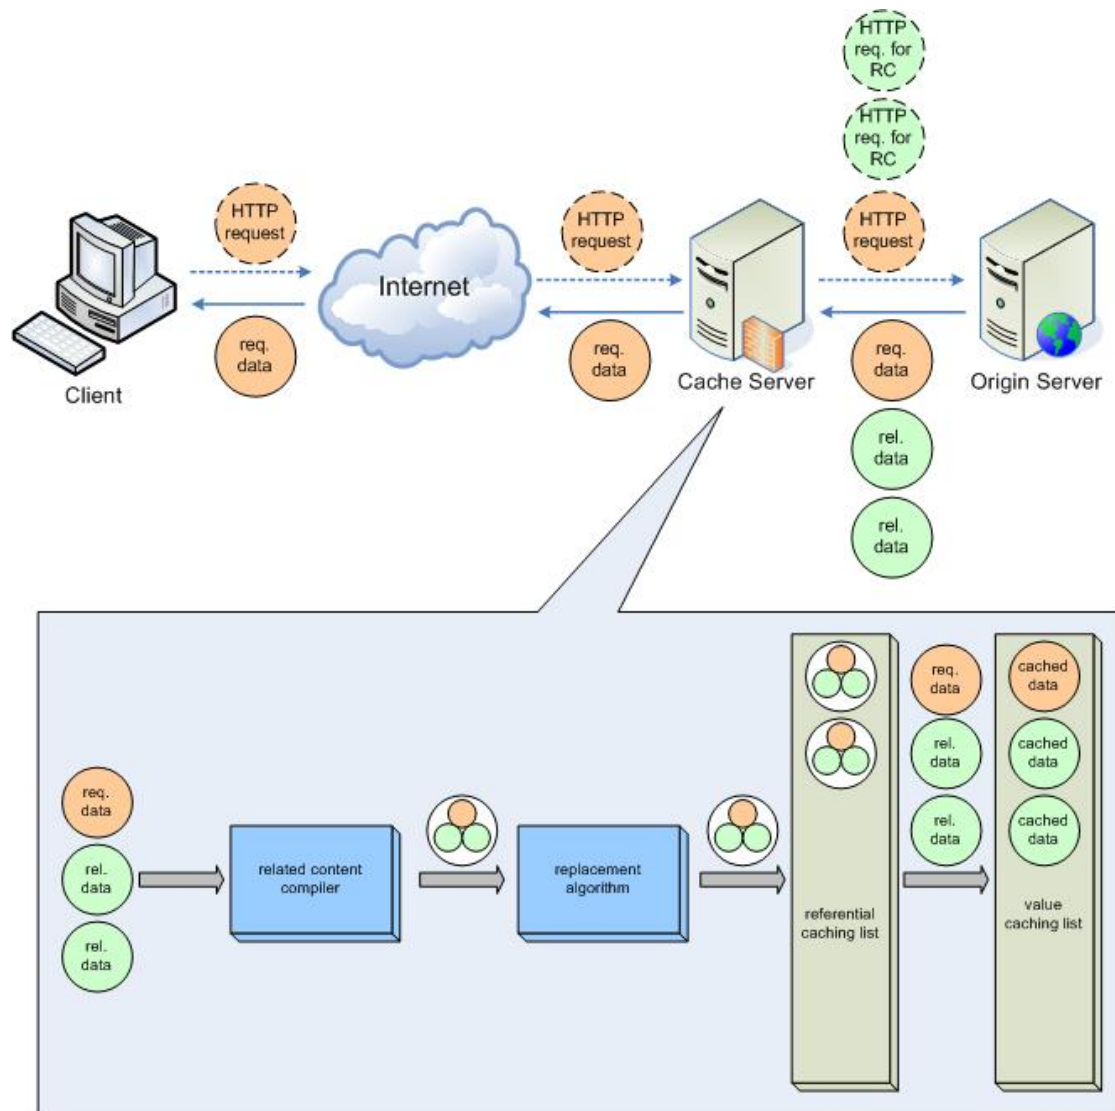 HTTP
req. for
RC
HTTP
req. for
RC
HTTP
request
HTTP
request
HTTP
request
Internet
req.
data
req.
data
req.
data
Client
Cache Server
Origin Server
rel.
data
rel.
data
req.
data
rel.
data
rel.
data
related content
compiler
replacement
algorithm
referential
caching list
req.
data
rel.
data
rel.
data
cached
data
cached
data
cached
data
value
caching list